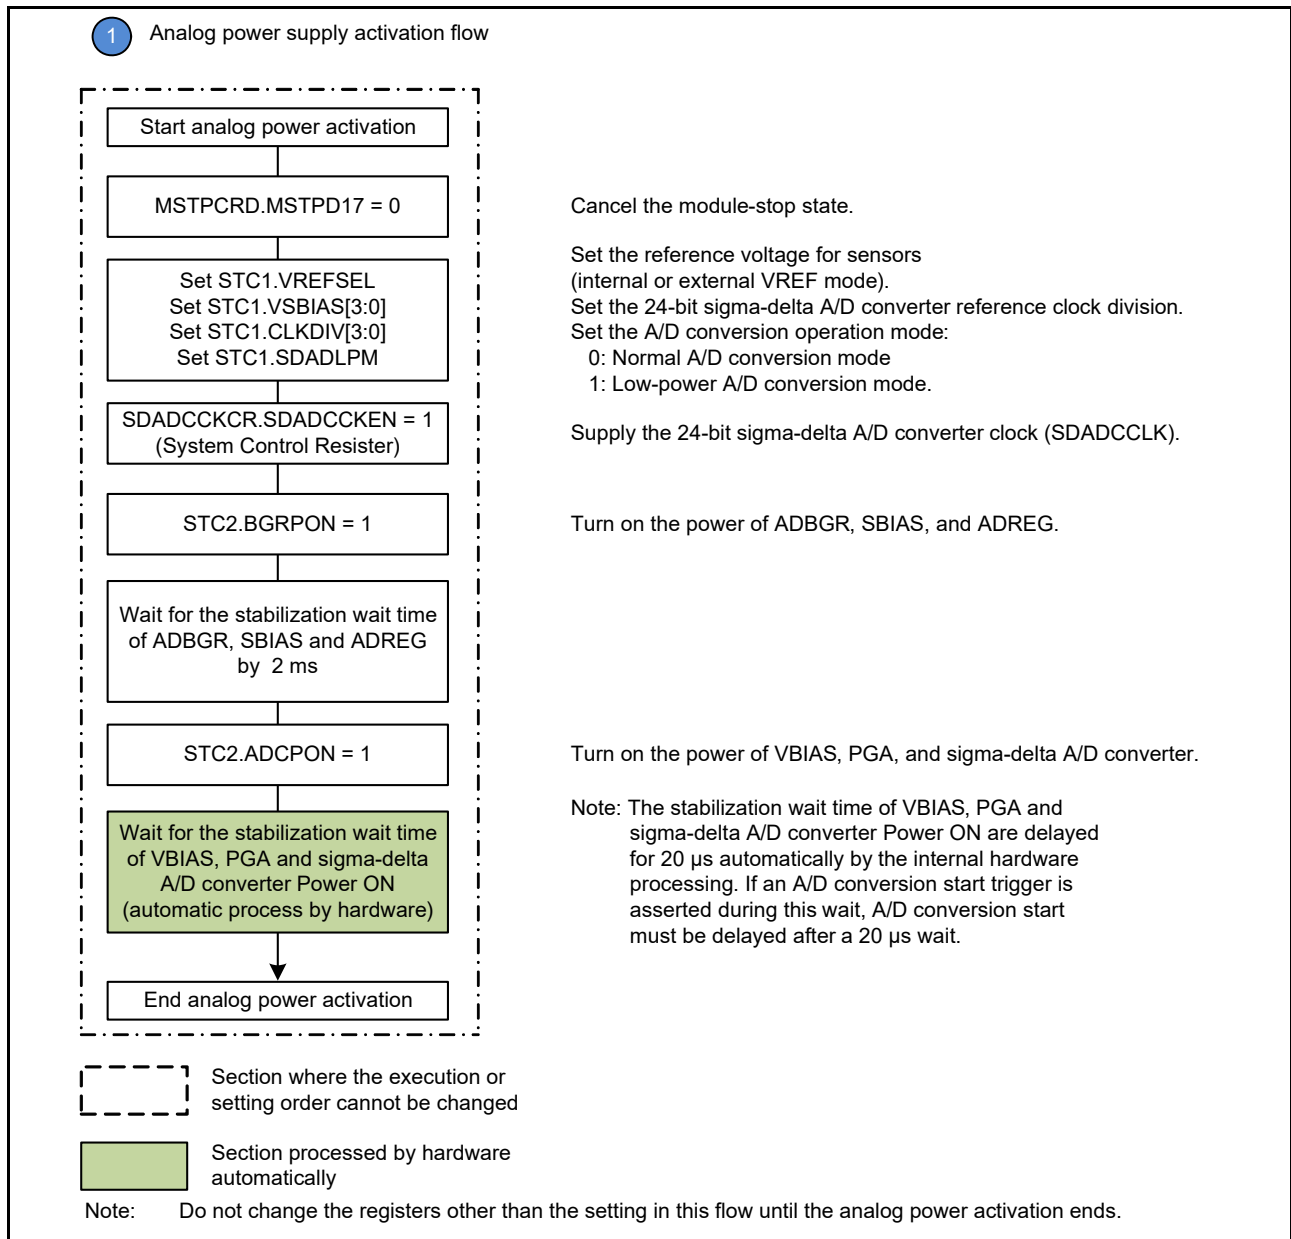 1 Analog power supply activation flow
Start analog power activation
MSTPCRD.MSTPD17 = 0
Cancel the module-stop state.
Set STC1.VREFSEL
Set STC1.VSBIAS[3:0]
Set STC1.CLKDIV[3:0]
Set STC1.SDADLPM
Set the reference voltage for sensors
(internal or external VREF mode).
Set the 24-bit sigma-delta A/D converter reference clock division.
Set the A/D conversion operation mode:
0: Normal A/D conversion mode
1: Low-power A/D conversion mode.
SDADCCKCR.SDADCCKEN = 1
(System Control Resister)
Supply the 24-bit sigma-delta A/D converter clock (SDADCCLK).
STC2.BGRPON = 1
Turn on the power of ADBGR, SBIAS, and ADREG.
Wait for the stabilization wait time
of ADBGR, SBIAS and ADREG
by 2 ms
STC2.ADCPON = 1
Turn on the power of VBIAS, PGA, and sigma-delta A/D converter.
Wait for the stabilization wait time
of VBIAS, PGA and sigma-delta
A/D converter Power ON
(automatic process by hardware)
Note: The stabilization wait time of VBIAS, PGA and
sigma-delta A/D converter Power ON are delayed
for 20 µs automatically by the internal hardware
processing. If an A/D conversion start trigger is
asserted during this wait, A/D conversion start
must be delayed after a 20 µs wait.
End analog power activation
Section where the execution or
setting order cannot be changed
Section processed by hardware
automatically
Note: Do not change the registers other than the setting in this flow until the analog power activation ends.